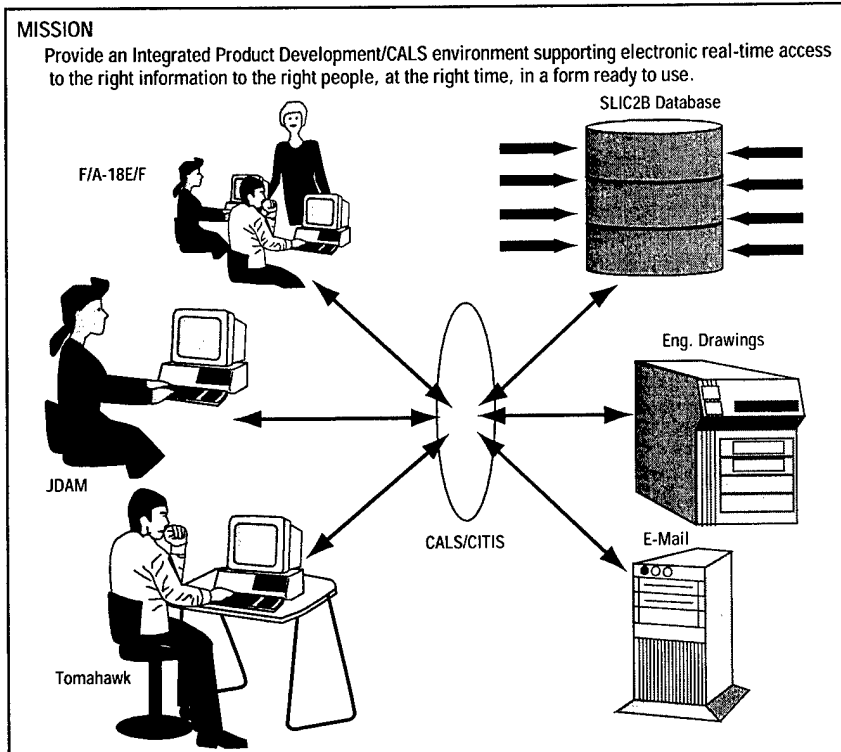 MISSION
Provide an Integrated Product Development/CALS environment supporting electronic real-time access
to the right information to the right people, at the right time, in a form ready to use.
SLIC2B Database
F/A-18E/F
Eng. Drawings
JDAM
CALS/CITIS
E-Mail
Tomahawk